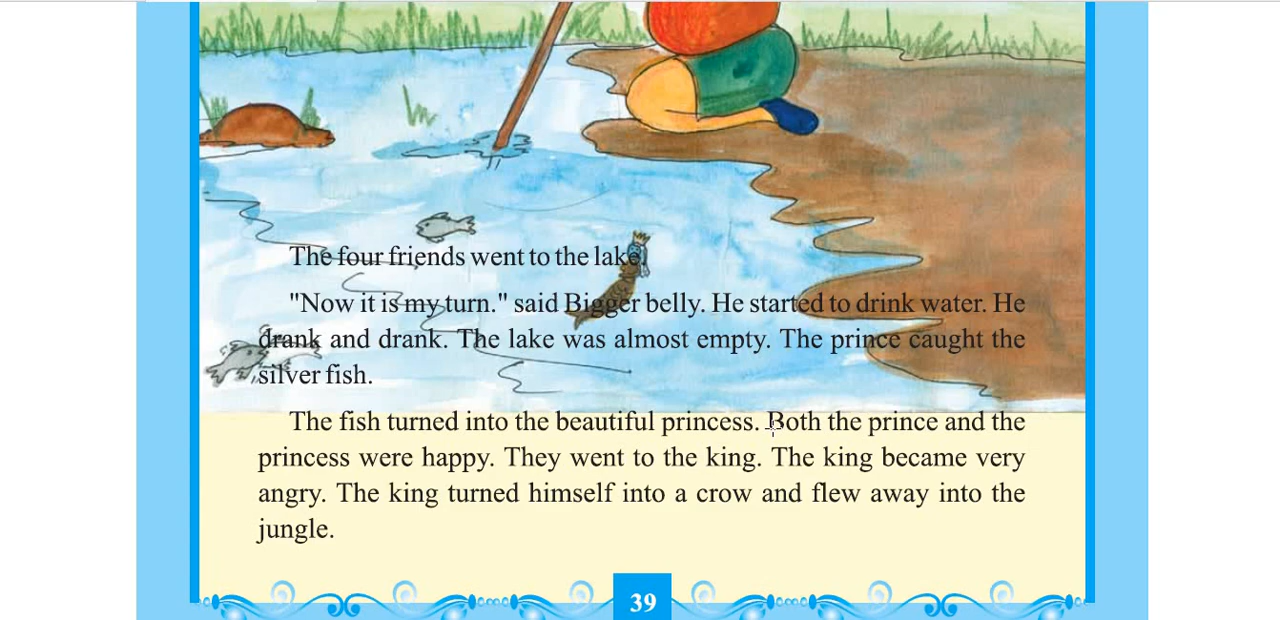 The four friends went to the lake.
"Now it is my turn." said Bigger belly. He started to drink water. He
drank and drank. The lake was almost empty. The prince caught the
silver fish.
The fish turned into the beautiful princess. Both the prince and the
princess were happy. They went to the king. The king became very
angry. The king turned himself into a crow and flew away into the
jungle.
39